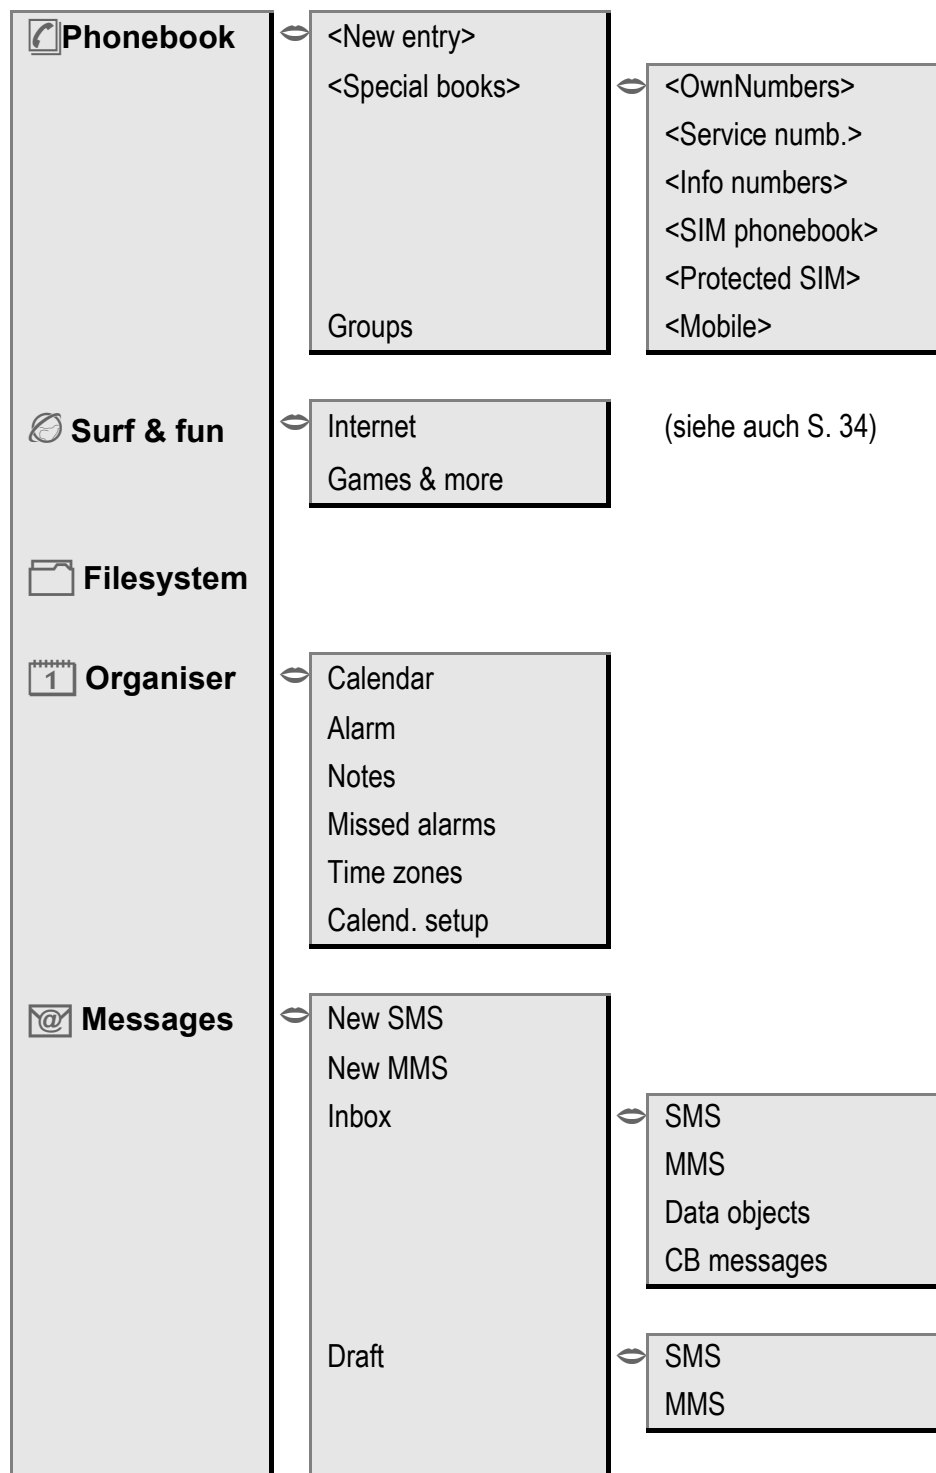 Phonebook <New entry>
<Special books> <OwnNumbers>
<Service numb.>
<Info numbers>
<SIM phonebook>
<Protected SIM>
Groups <Mobile>
Surf & fun Internet (siehe auch S. 34)
Games & more
Filesystem
1 Organiser Calendar
Alarm
Notes
Missed alarms
Time zones
Calend. setup
@ Messages New SMS
New MMS
Inbox SMS
MMS
Data objects
CB messages
Draft SMS
MMS